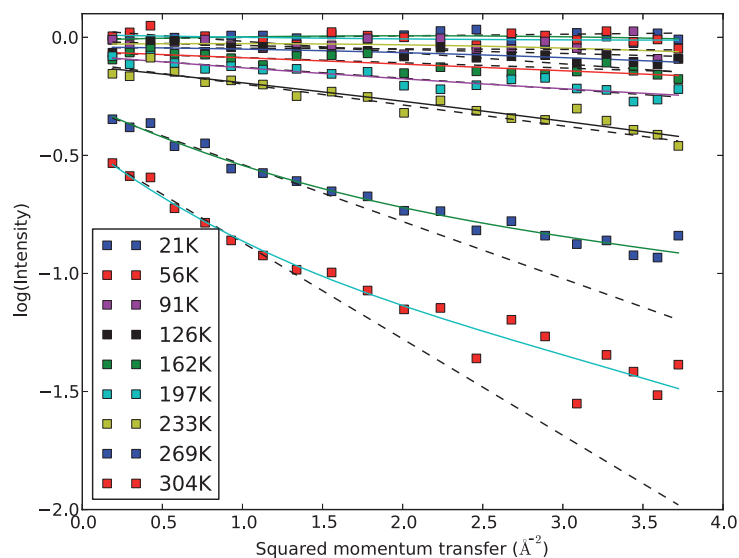 0.0
−0.5
−1.0
−1.5
−2.0
log(Intensity)
21K
56K
91K
126K
162K
197K
233K
269K
304K
0.0 0.5 1.0 1.5 2.0 2.5 3.0 3.5 4.0
Squared momentum transfer (Å⁻²)